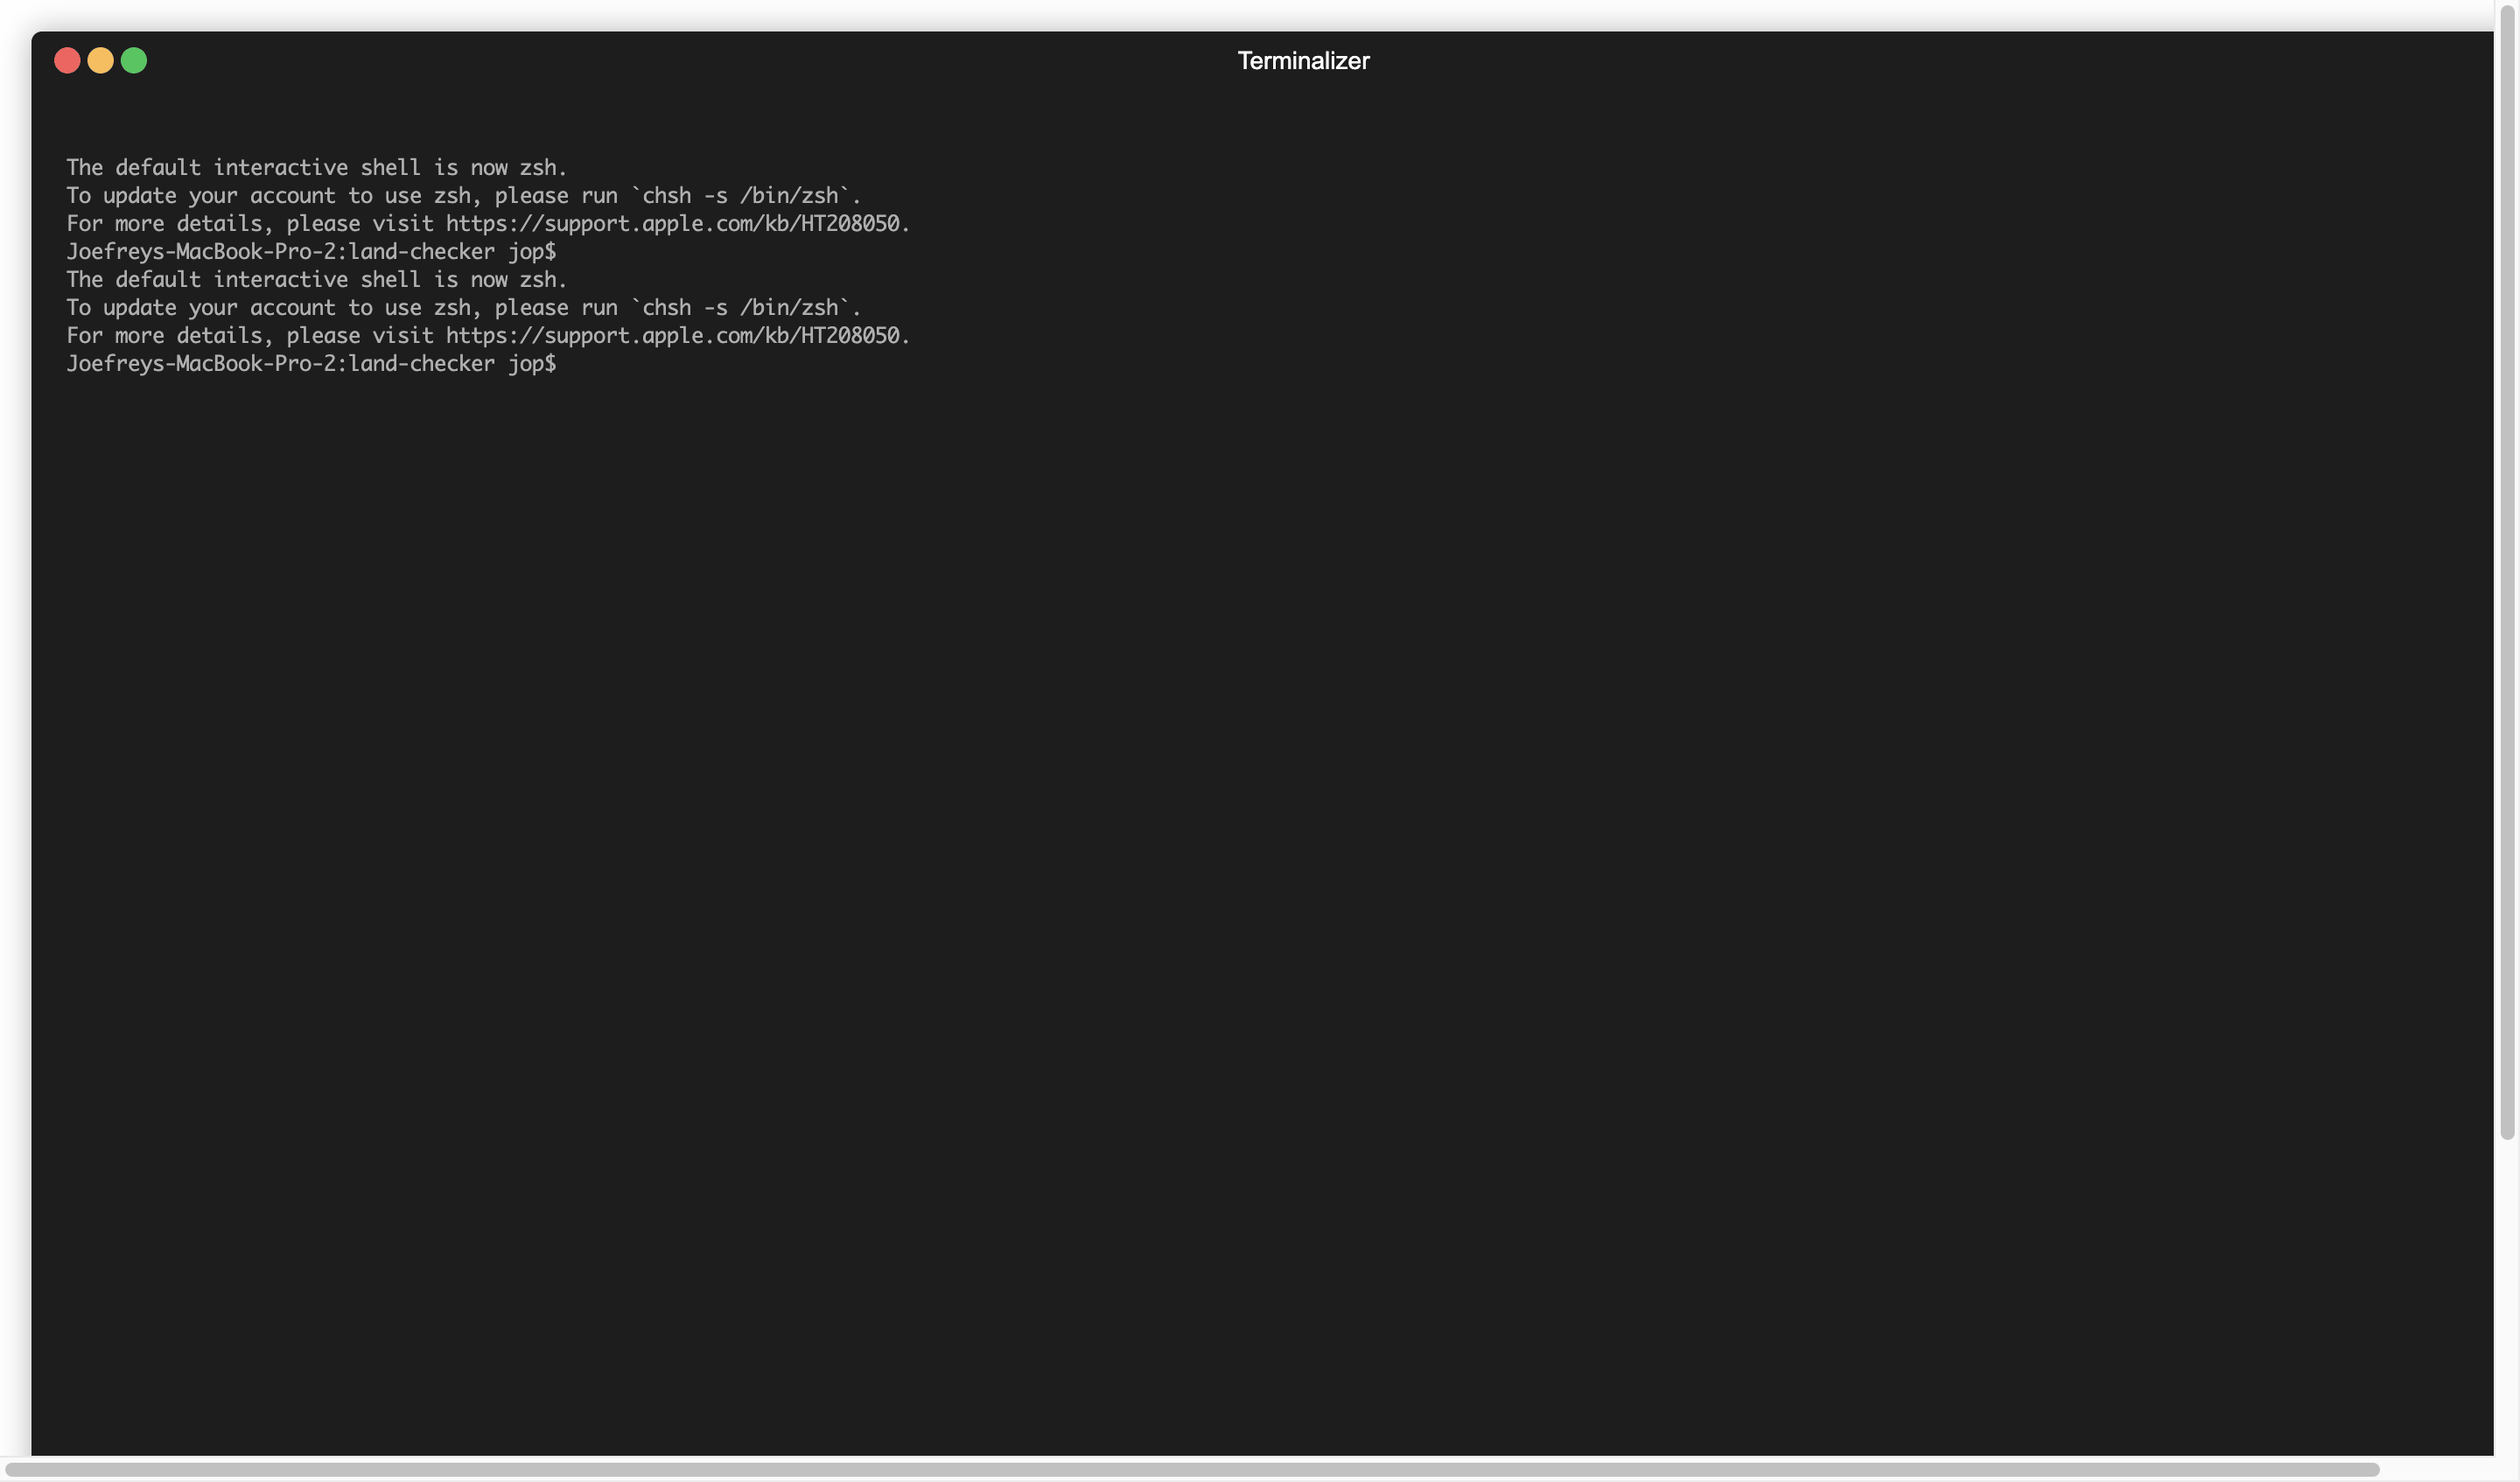 Terminalizer
The default interactive shell is now zsh.
To update your account to use zsh, please run `chsh -s /bin/zsh`.
For more details, please visit https://support.apple.com/kb/HT208050.
Joefreys-MacBook-Pro-2:land-checker jop$
The default interactive shell is now zsh.
To update your account to use zsh, please run `chsh -s /bin/zsh`.
For more details, please visit https://support.apple.com/kb/HT208050.
Joefreys-MacBook-Pro-2:land-checker jop$